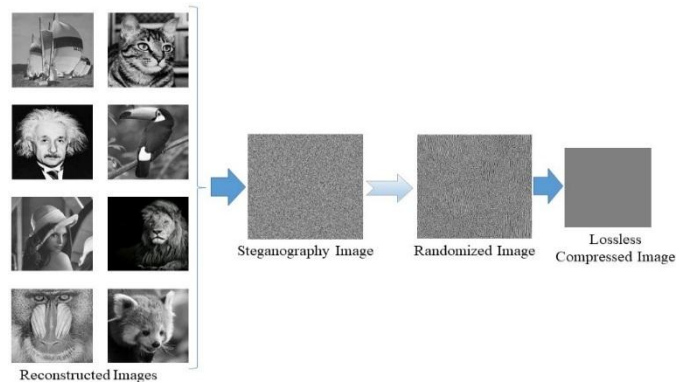 Steganography Image
Randomized Image
Lossless
Compressed Image
Reconstructed Images